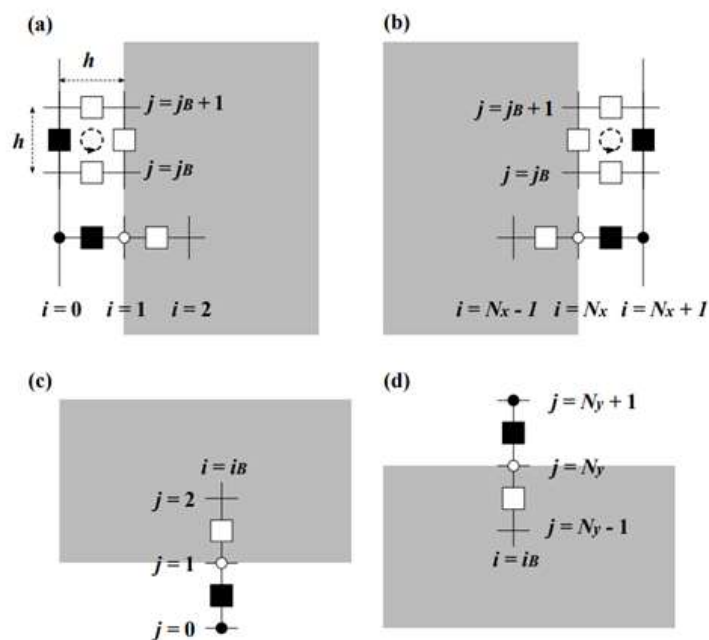 (a)
h
j = jB + 1
h
j = jB
i = 0 i = 1 i = 2
(b)
j = jB + 1
j = jB
i = Nx - 1 i = Nx i = Nx + 1
(c)
i = iB
j = 2
j = 1
j = 0
(d)
j = Ny + 1
j = Ny
j = Ny - 1
i = iB